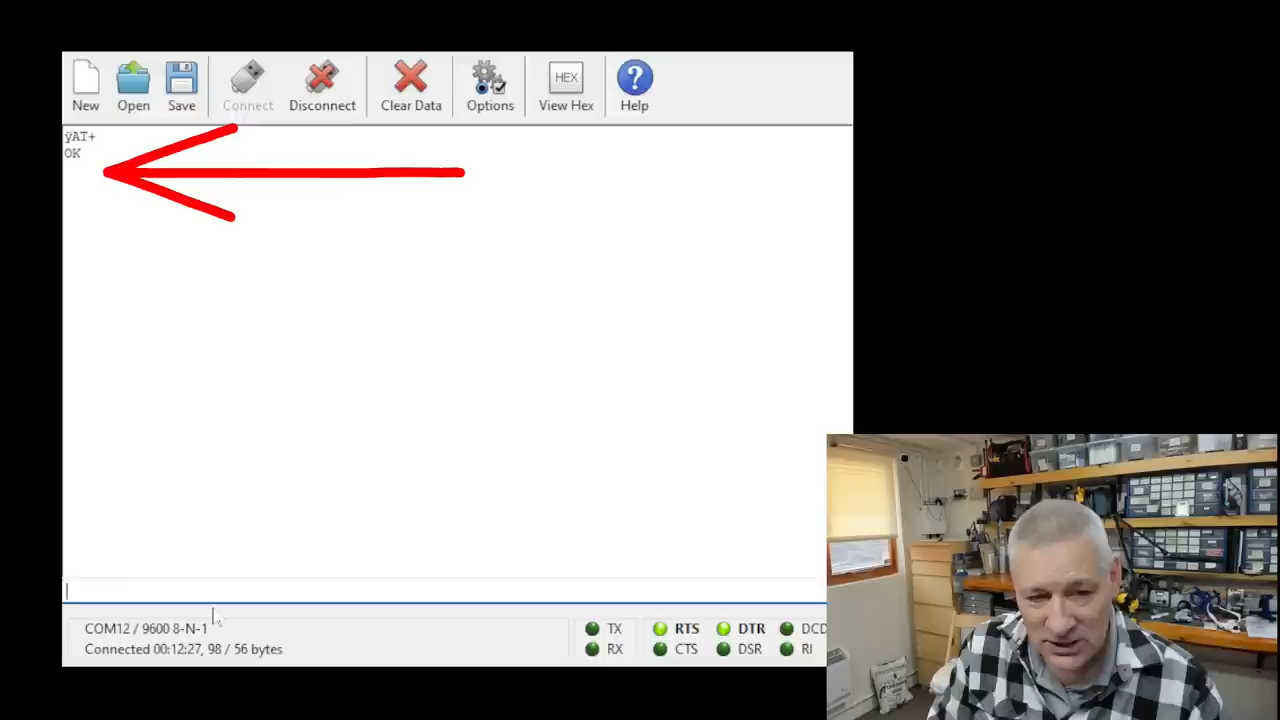 New Open Save Connect Disconnect Clear Data Options HEX View Hex ? Help
ÿAT+
OK
COM12 / 9600 8-N-1
Connected 00:12:27, 98 / 56 bytes
TX RTS DTR DCD
RX CTS DSR RI